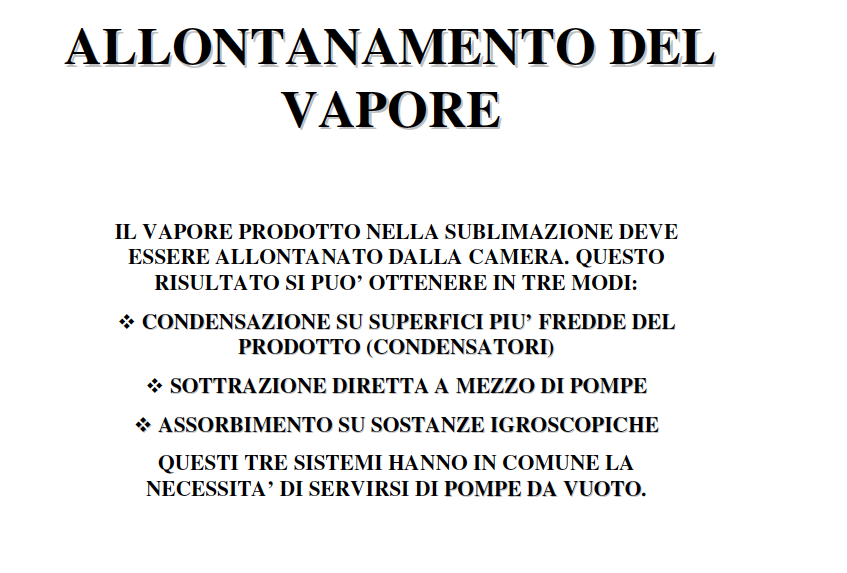 ALLONTANAMENTO DEL
VAPORE
IL VAPORE PRODOTTO NELLA SUBLIMAZIONE DEVE
ESSERE ALLONTANATO DALLA CAMERA. QUESTO
RISULTATO SI PUO’ OTTENERE IN TRE MODI:
❖ CONDENSAZIONE SU SUPERFICI PIU’ FREDDE DEL
PRODOTTO (CONDENSATORI)
❖ SOTTRAZIONE DIRETTA A MEZZO DI POMPE
❖ ASSORBIMENTO SU SOSTANZE IGROSCOPICHE
QUESTI TRE SISTEMI HANNO IN COMUNE LA
NECESSITA’ DI SERVIRSI DI POMPE DA VUOTO.